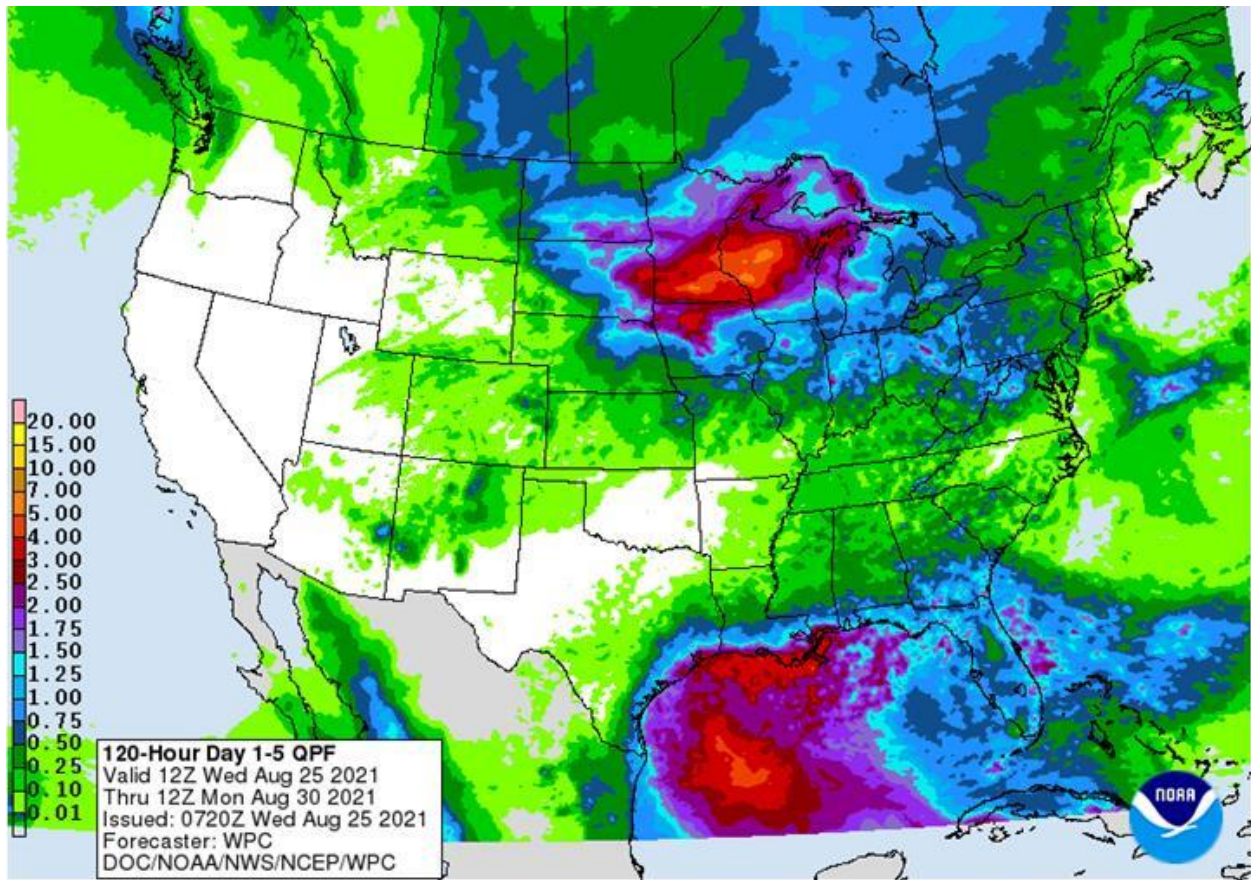 20.00
15.00
10.00
7.00
5.00
4.00
3.00
2.50
2.00
1.75
1.50
1.25
1.00
0.75
0.50
0.25
0.10
0.01
120-Hour Day 1-5 QPF
Valid 12Z Wed Aug 25 2021
Thru 12Z Mon Aug 30 2021
Issued: 0720Z Wed Aug 25 2021
Forecaster: WPC
DOC/NOAA/NWS/NCEP/WPC
NOAA